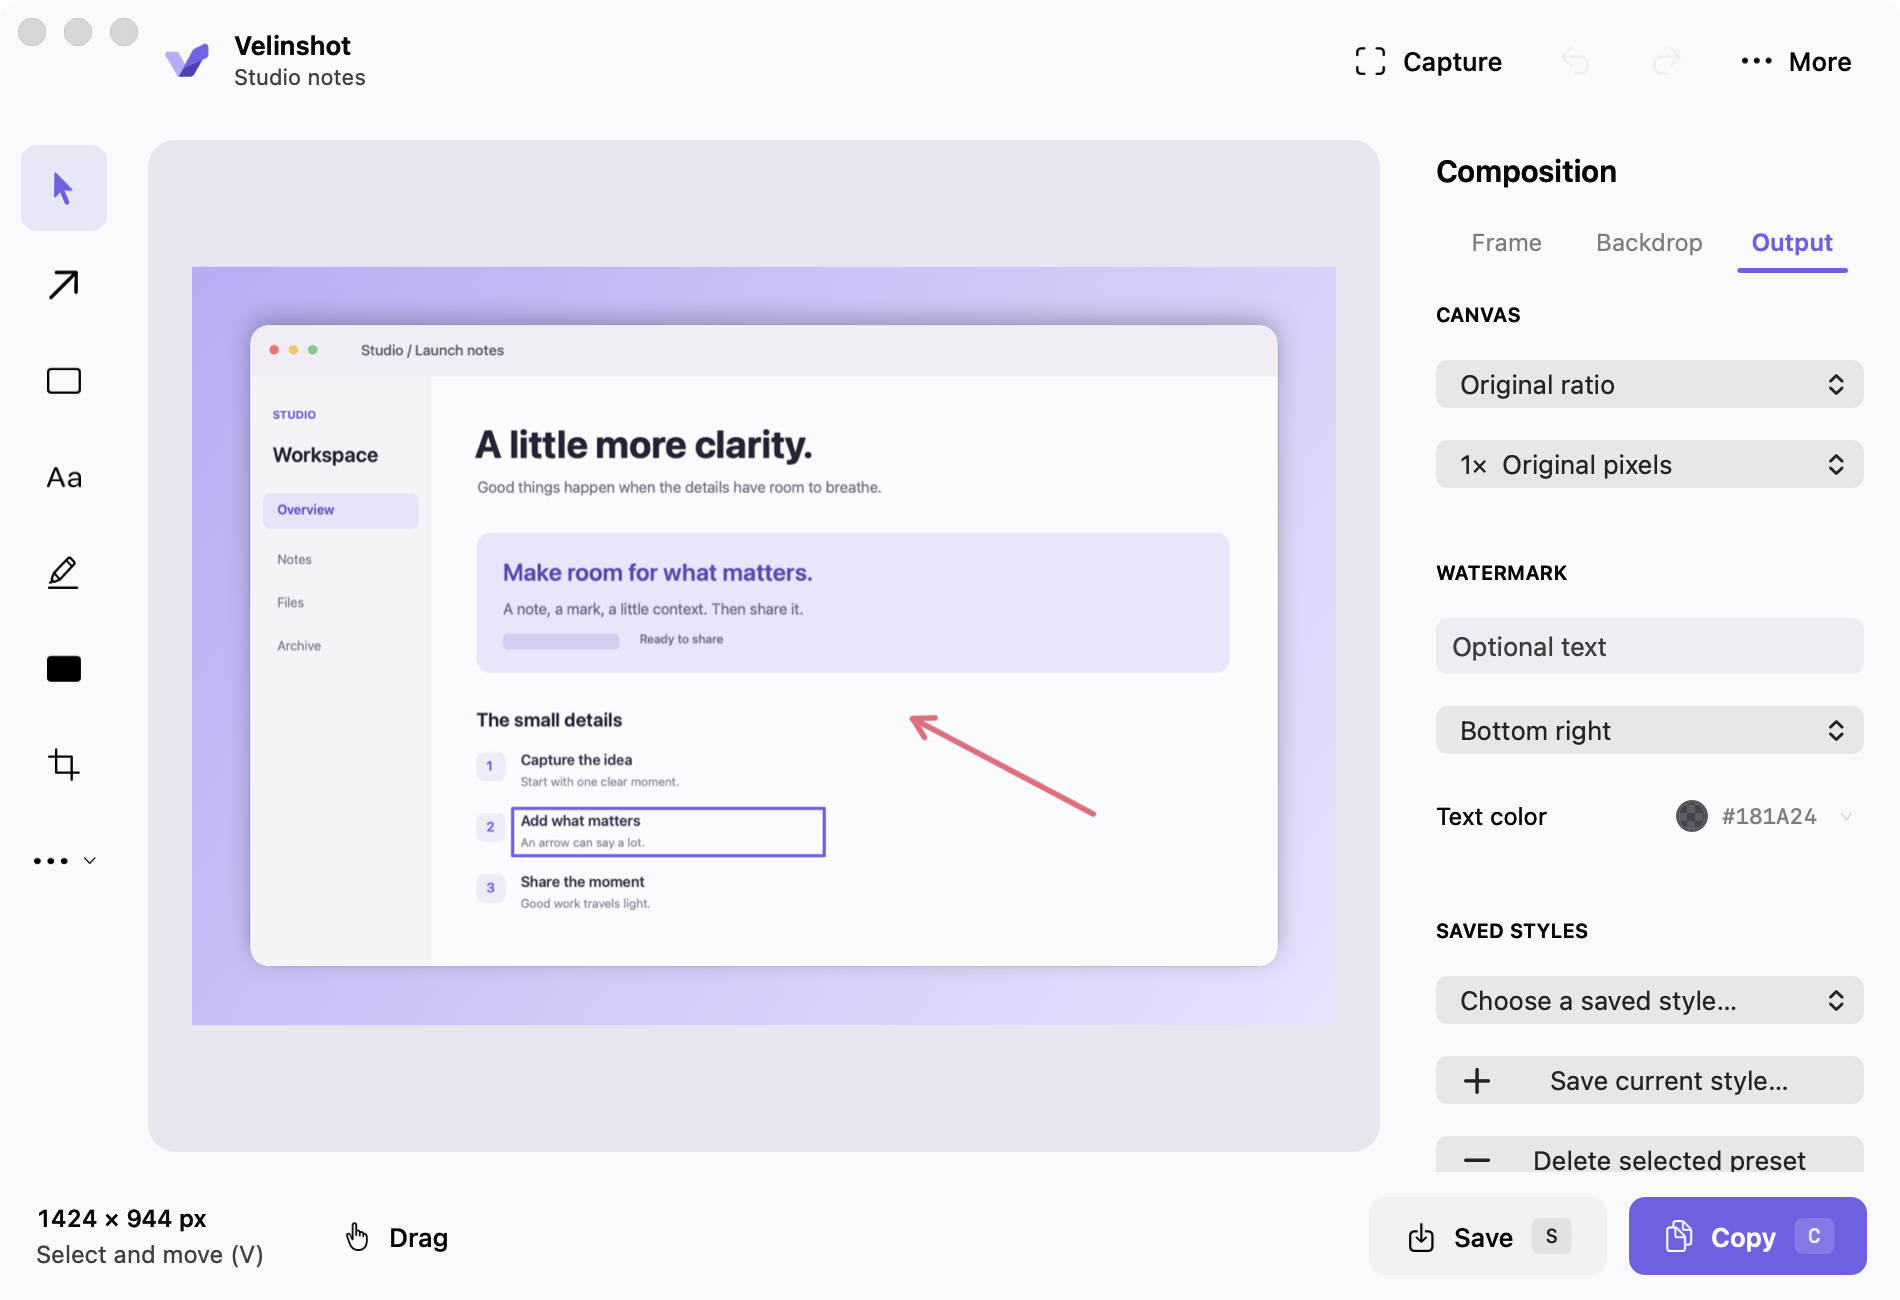 Velinshot
Studio notes
Capture
More
Aa
Studio / Launch notes
STUDIO
Workspace
Overview
Notes
Files
Archive
A little more clarity.
Good things happen when the details have room to breathe.
Make room for what matters.
A note, a mark, a little context. Then share it.
Ready to share
The small details
1
Capture the idea
Start with one clear moment.
2
Add what matters
An arrow can say a lot.
3
Share the moment
Good work travels light.
Composition
Frame
Backdrop
Output
CANVAS
Original ratio
1× Original pixels
WATERMARK
Optional text
Bottom right
Text color
#181A24
SAVED STYLES
Choose a saved style...
Save current style...
Delete selected preset
1424 × 944 px
Select and move (V)
Drag
Save S
Copy C